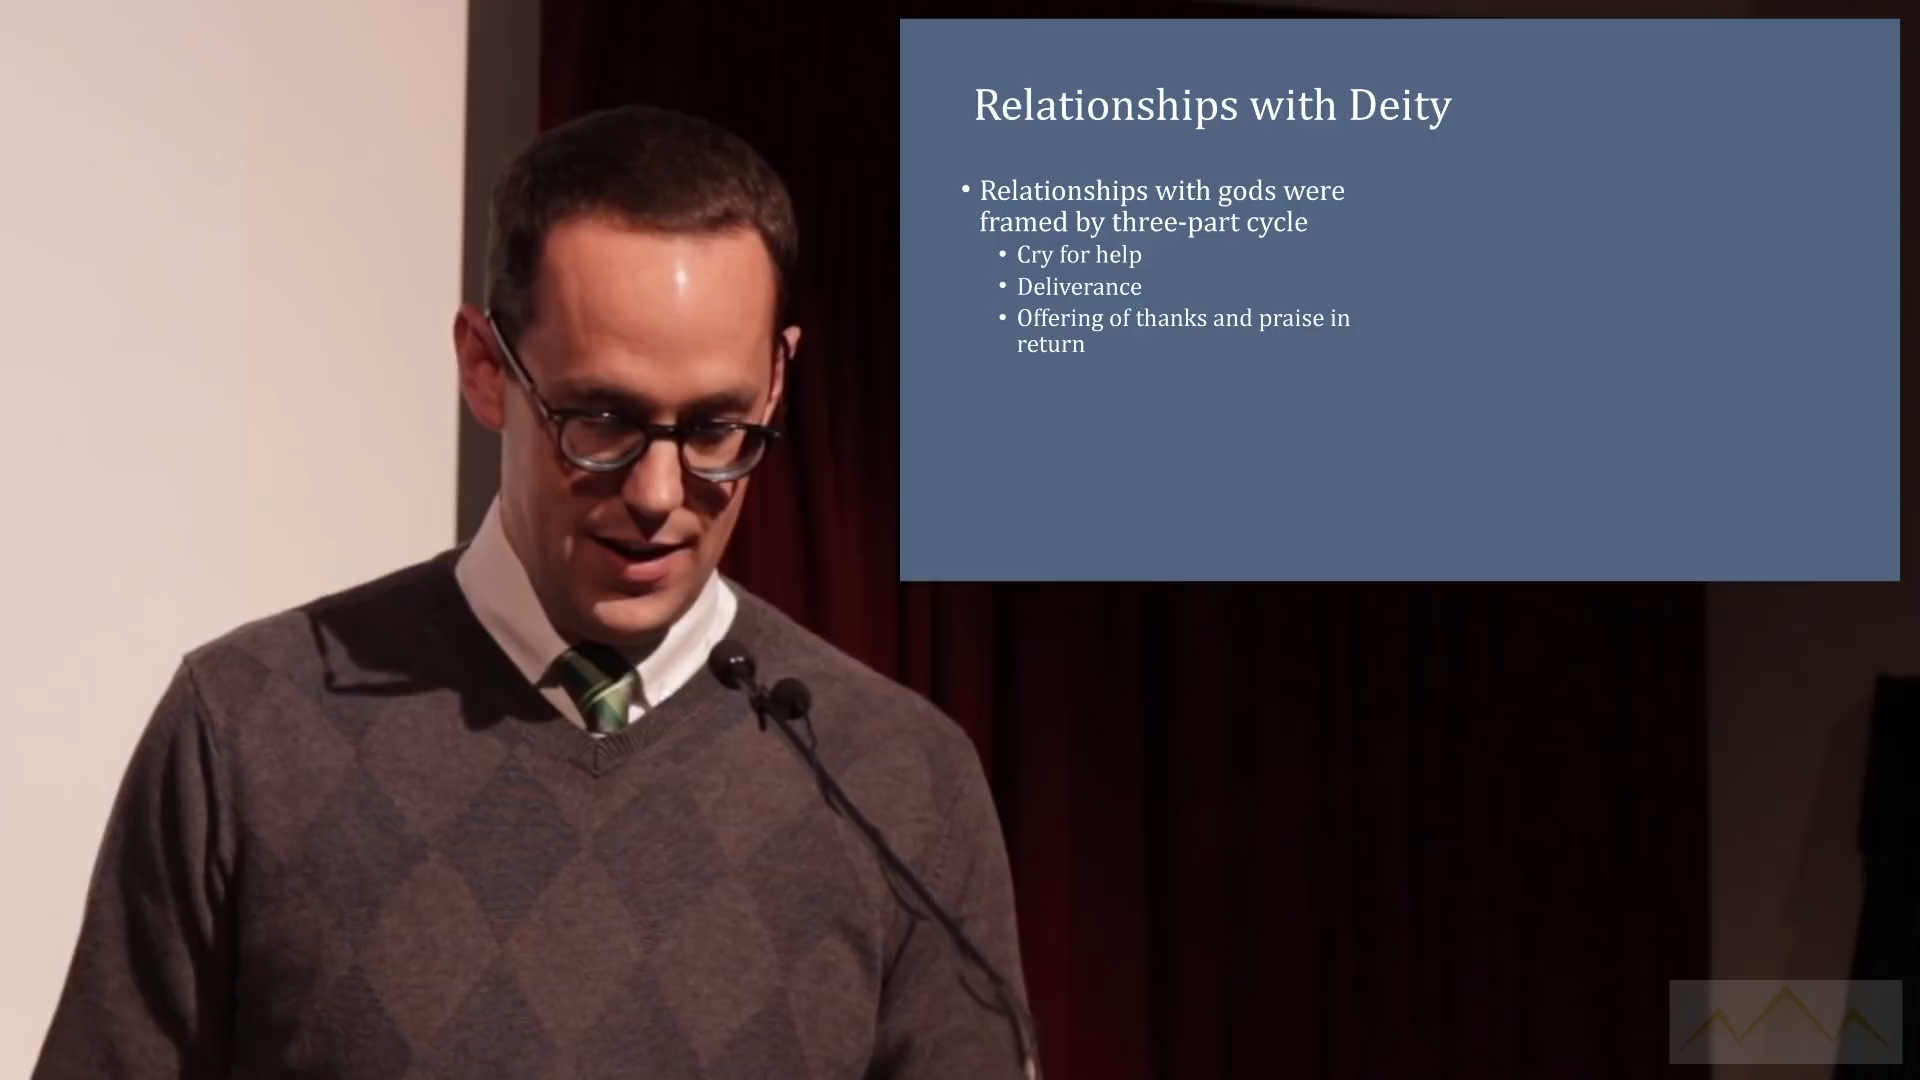 Relationships with Deity
• Relationships with gods were
framed by three-part cycle
• Cry for help
• Deliverance
• Offering of thanks and praise in
return